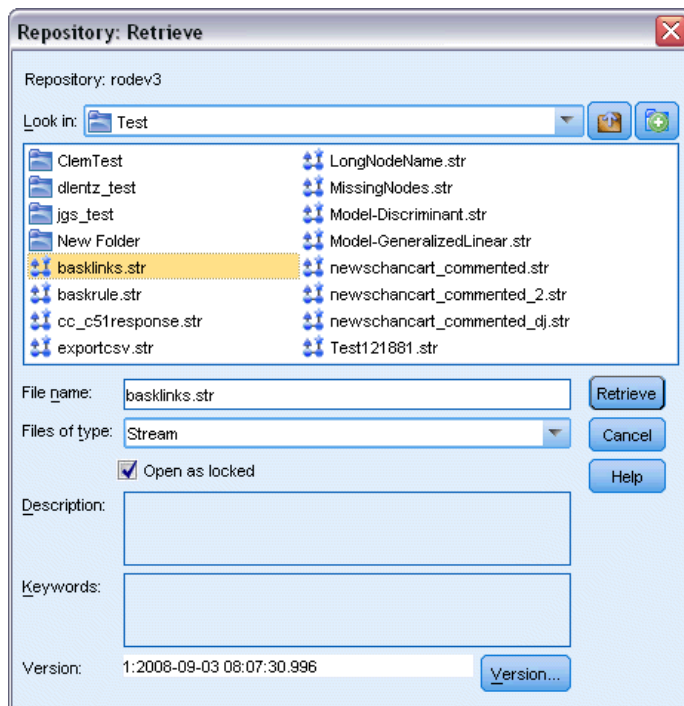 Repository: Retrieve
Repository: rodev3
Look in: Test
ClemTest
dlentz_test
jgs_test
New Folder
basklinks.str
baskrule.str
cc_c51response.str
exportcsv.str
LongNodeName.str
MissingNodes.str
Model-Discriminant.str
Model-GeneralizedLinear.str
newschancart_commented.str
newschancart_commented_2.str
newschancart_commented_dj.str
Test121881.str
File name: basklinks.str Retrieve
Files of type: Stream Cancel
Open as locked
Help
Description:
Keywords:
Version: 1:2008-09-03 08:07:30.996 Version...